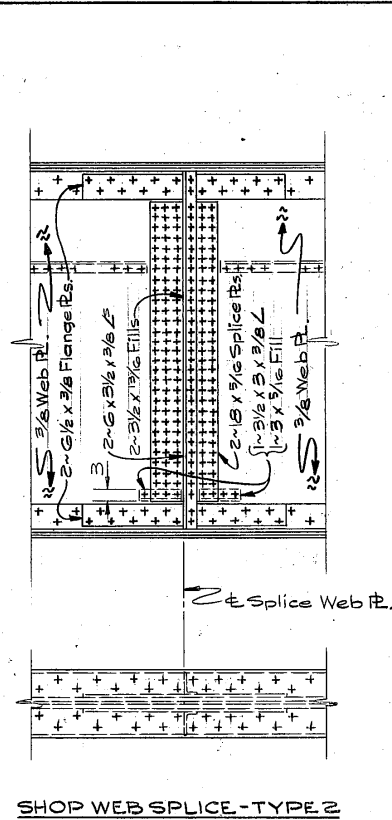 3/8 Web PL
2~6 1/2 x 3/8 Flange PLs.
2~6 x 3 1/2 x 3/8 Ls
2~3 1/2 x 13/16 Fills
2~18 x 5/16 Splice PLs.
1~3 1/2 x 3 x 3/8 L
1~3 x 5/16 Fill
3/8 Web PL
3
℄ Splice Web PL.
SHOP WEB SPLICE-TYPE 2